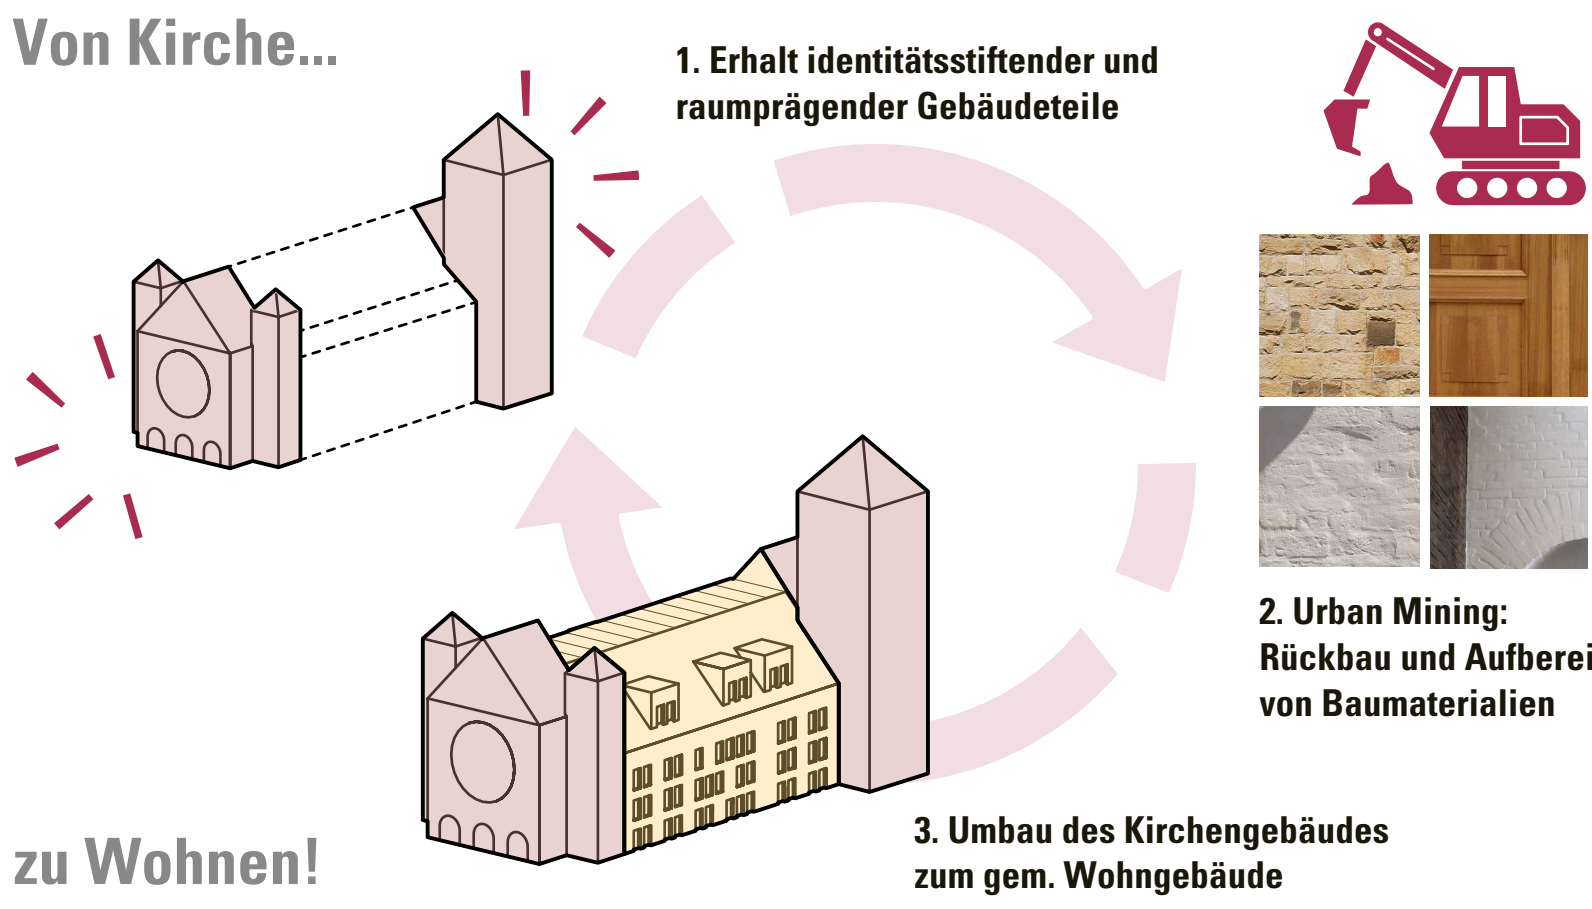 Von Kirche...
1. Erhalt identitätsstiftender und
raumprägender Gebäudeteile
2. Urban Mining:
Rückbau und Aufberei
von Baumaterialien
3. Umbau des Kirchengebäudes
zum gem. Wohngebäude
zu Wohnen!